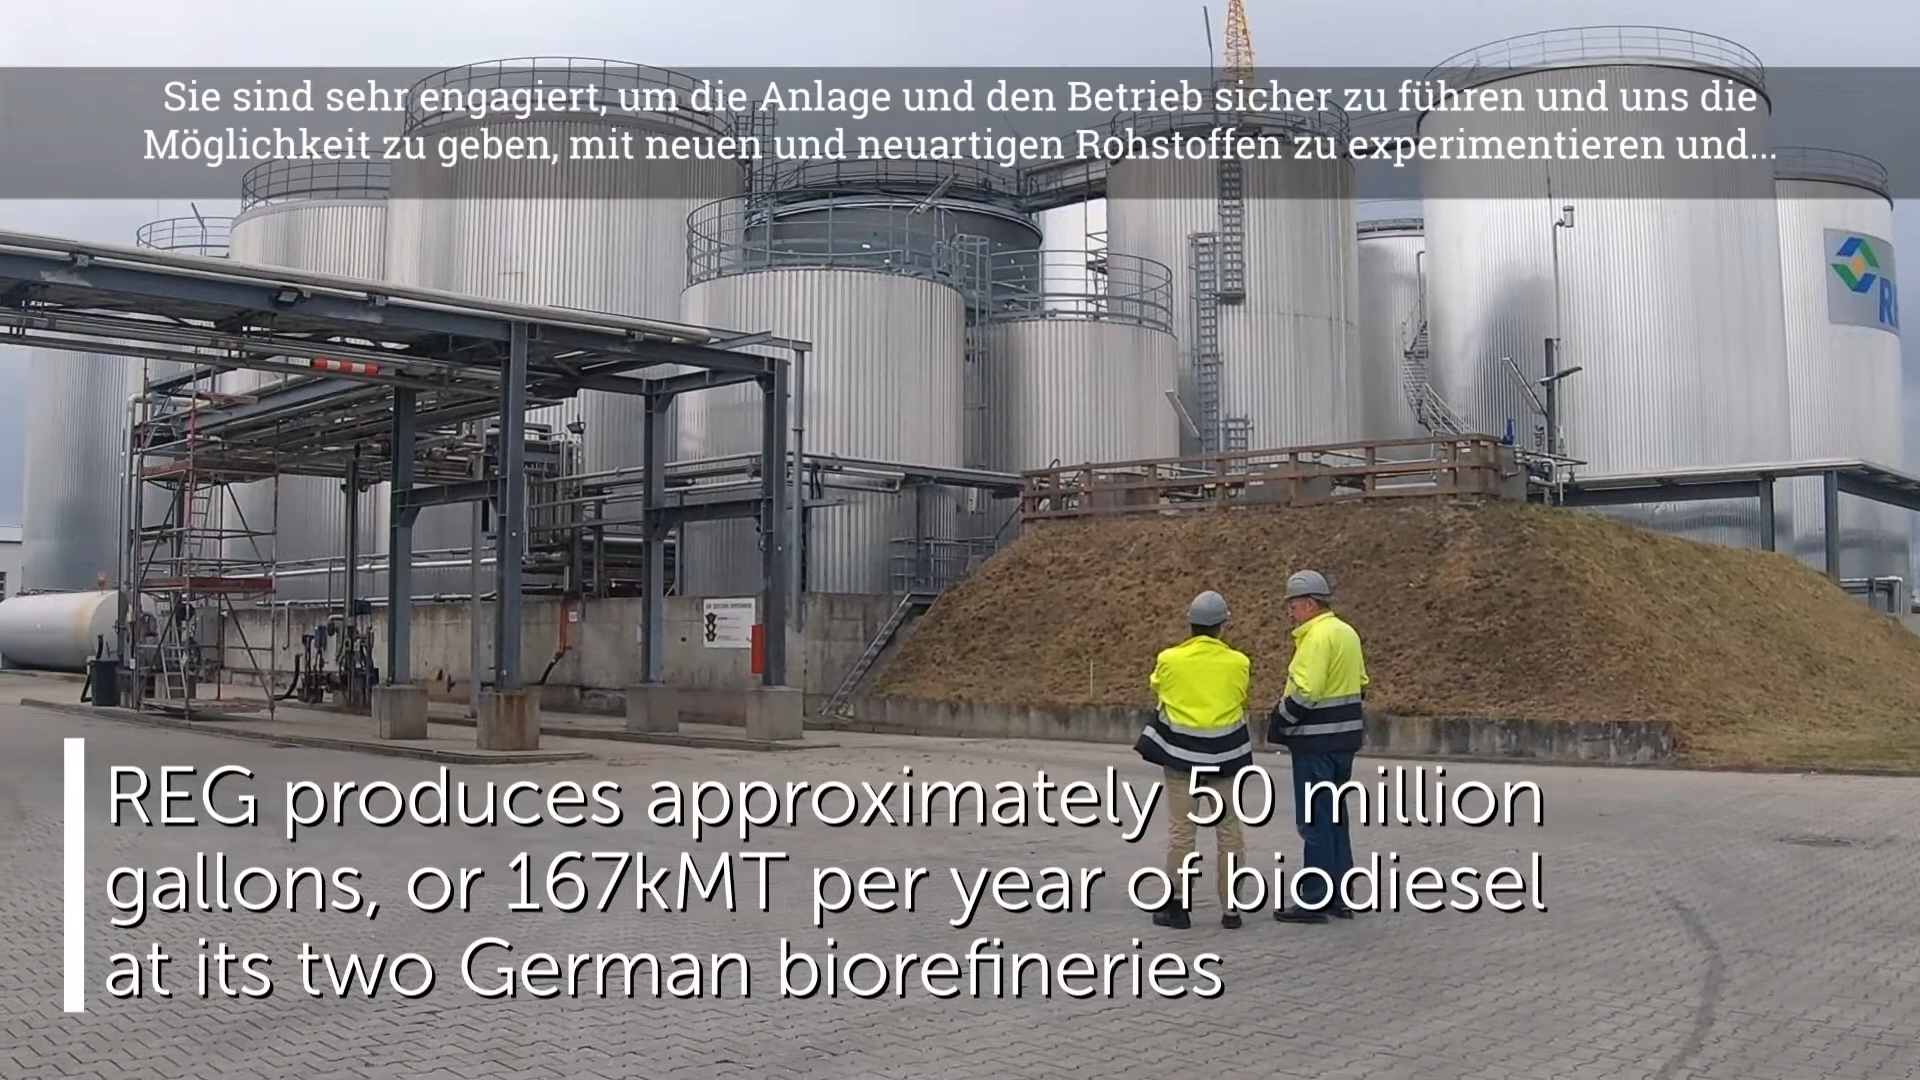 Sie sind sehr engagiert, um die Anlage und den Betrieb sicher zu führen und uns die
Möglichkeit zu geben, mit neuen und neuartigen Rohstoffen zu experimentieren und...
REG produces approximately 50 million
gallons, or 167kMT per year of biodiesel
at its two German biorefineries